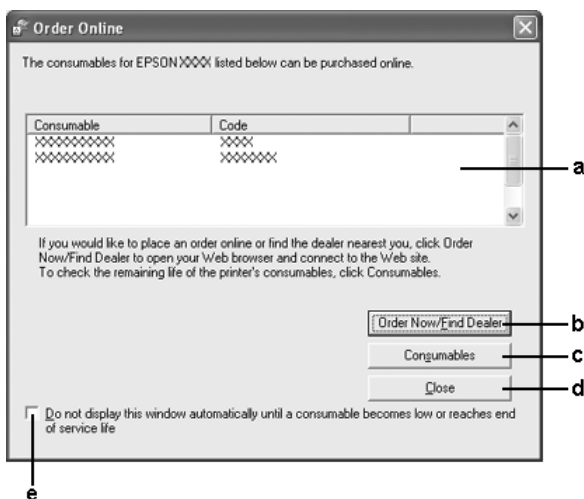 Order Online
The consumables for EPSON XXXX listed below can be purchased online.
Consumable Code
XXXXXXXXXX XXXX
XXXXXXXXXX XXXXXXX
a
If you would like to place an order online or find the dealer nearest you, click Order
Now/Find Dealer to open your Web browser and connect to the Web site.
To check the remaining life of the printer's consumables, click Consumables.
Order Now/Find Dealer
b
Consumables
c
Close
d
Do not display this window automatically until a consumable becomes low or reaches end
of service life
e